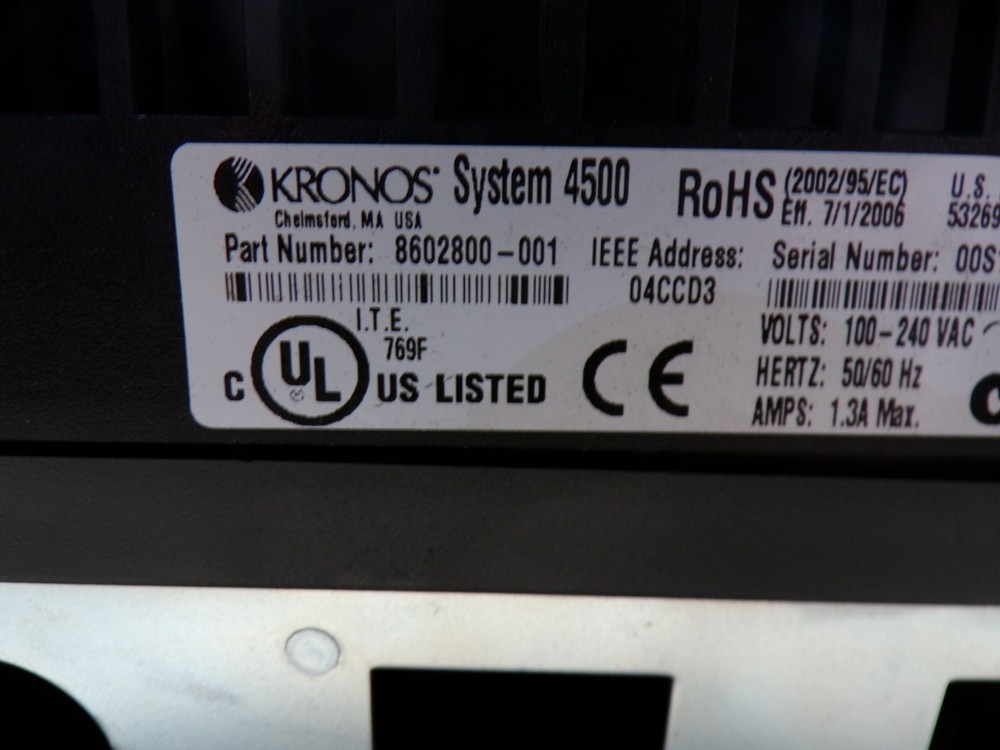 KRONOS System 4500 RoHS (2002/95/EC) U.S.
Chelmsford, MA USA Eff. 7/1/2006 53269
Part Number: 8602800-001 IEEE Address: Serial Number: 00S
04CCD3
I.T.E. VOLTS: 100-240 VAC
769F
C UL US LISTED CE HERTZ: 50/60 Hz
AMPS: 1.3A Max.